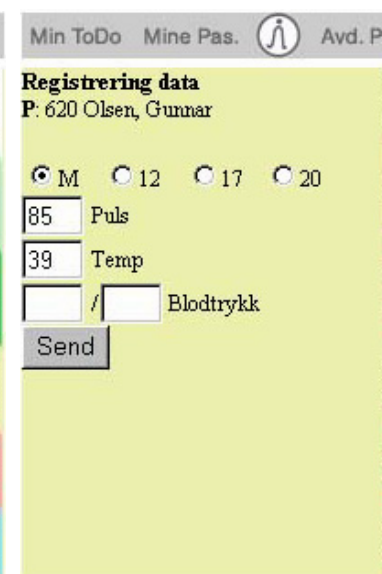 Min ToDo Mine Pas. Avd. P
Registrering data
P: 620 Olsen, Gunnar
M 12 17 20
85 Puls
39 Temp
/ Blodtrykk
Send